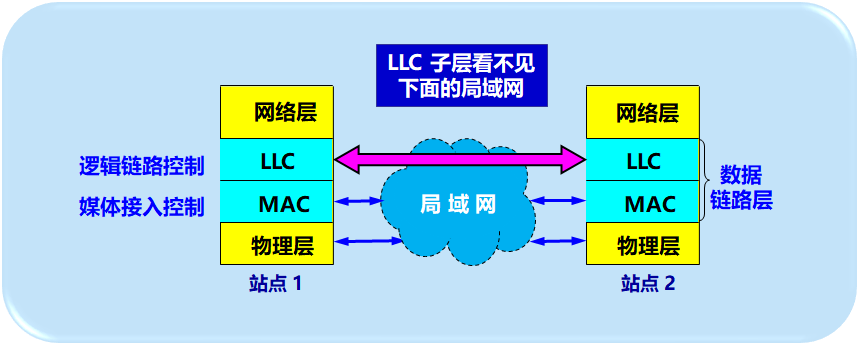 LLC 子层看不见
下面的局域网
网络层
网络层
逻辑链路控制
LLC
LLC
数据
链路层
媒体接入控制
MAC
局域网
MAC
物理层
物理层
站点 1
站点 2